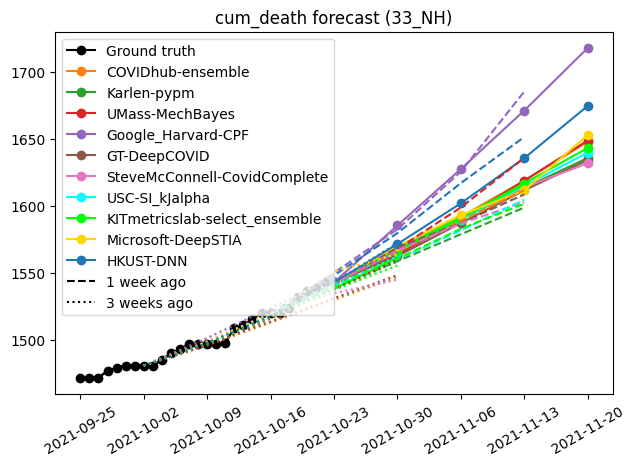 cum_death forecast (33_NH)
1700
1650
1600
1550
1500
Ground truth
COVIDhub-ensemble
Karlen-pypm
UMass-MechBayes
Google_Harvard-CPF
GT-DeepCOVID
SteveMcConnell-CovidComplete
USC-SI_kJalpha
KITmetricslab-select_ensemble
Microsoft-DeepSTIA
HKUST-DNN
1 week ago
3 weeks ago
2021-09-25
2021-10-02
2021-10-09
2021-10-16
2021-10-23
2021-10-30
2021-11-06
2021-11-13
2021-11-20